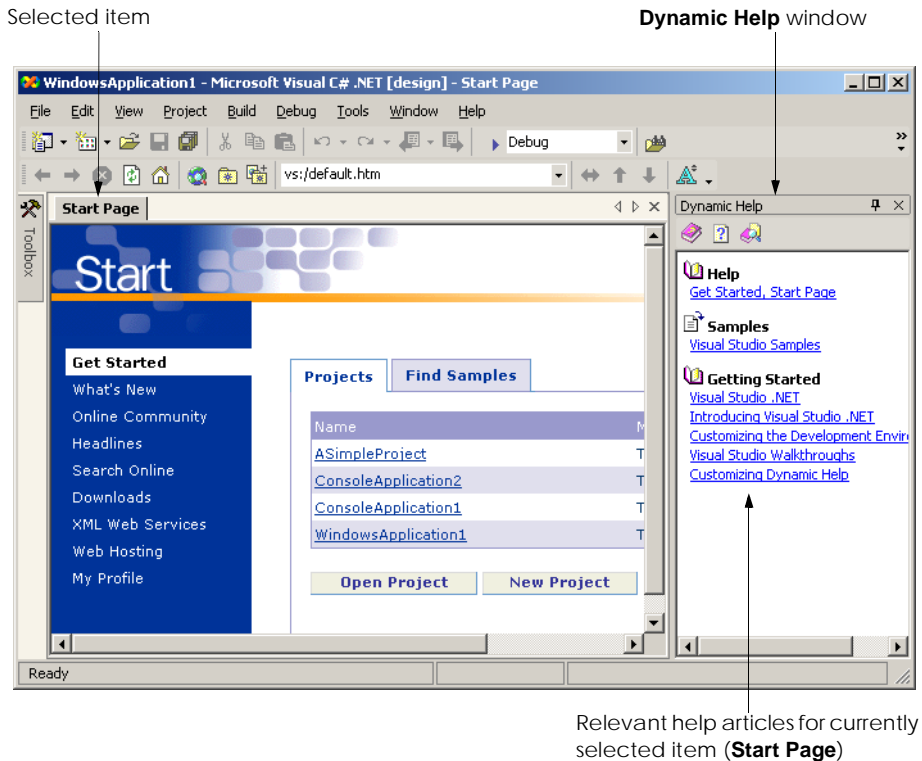 Selected item
Dynamic Help window
WindowsApplication1 - Microsoft Visual C# .NET [design] - Start Page
File Edit View Project Build Debug Tools Window Help
Debug
vs:/default.htm
Toolbox
Start Page
Dynamic Help
Start
Get Started
What's New
Online Community
Headlines
Search Online
Downloads
XML Web Services
Web Hosting
My Profile
Projects Find Samples
Name M
ASimpleProject T
ConsoleApplication2 T
ConsoleApplication1 T
WindowsApplication1 T
Open Project New Project
Help
Get Started, Start Page
Samples
Visual Studio Samples
Getting Started
Visual Studio .NET
Introducing Visual Studio .NET
Customizing the Development Enviro
Visual Studio Walkthroughs
Customizing Dynamic Help
Ready
Relevant help articles for currently
selected item (Start Page)